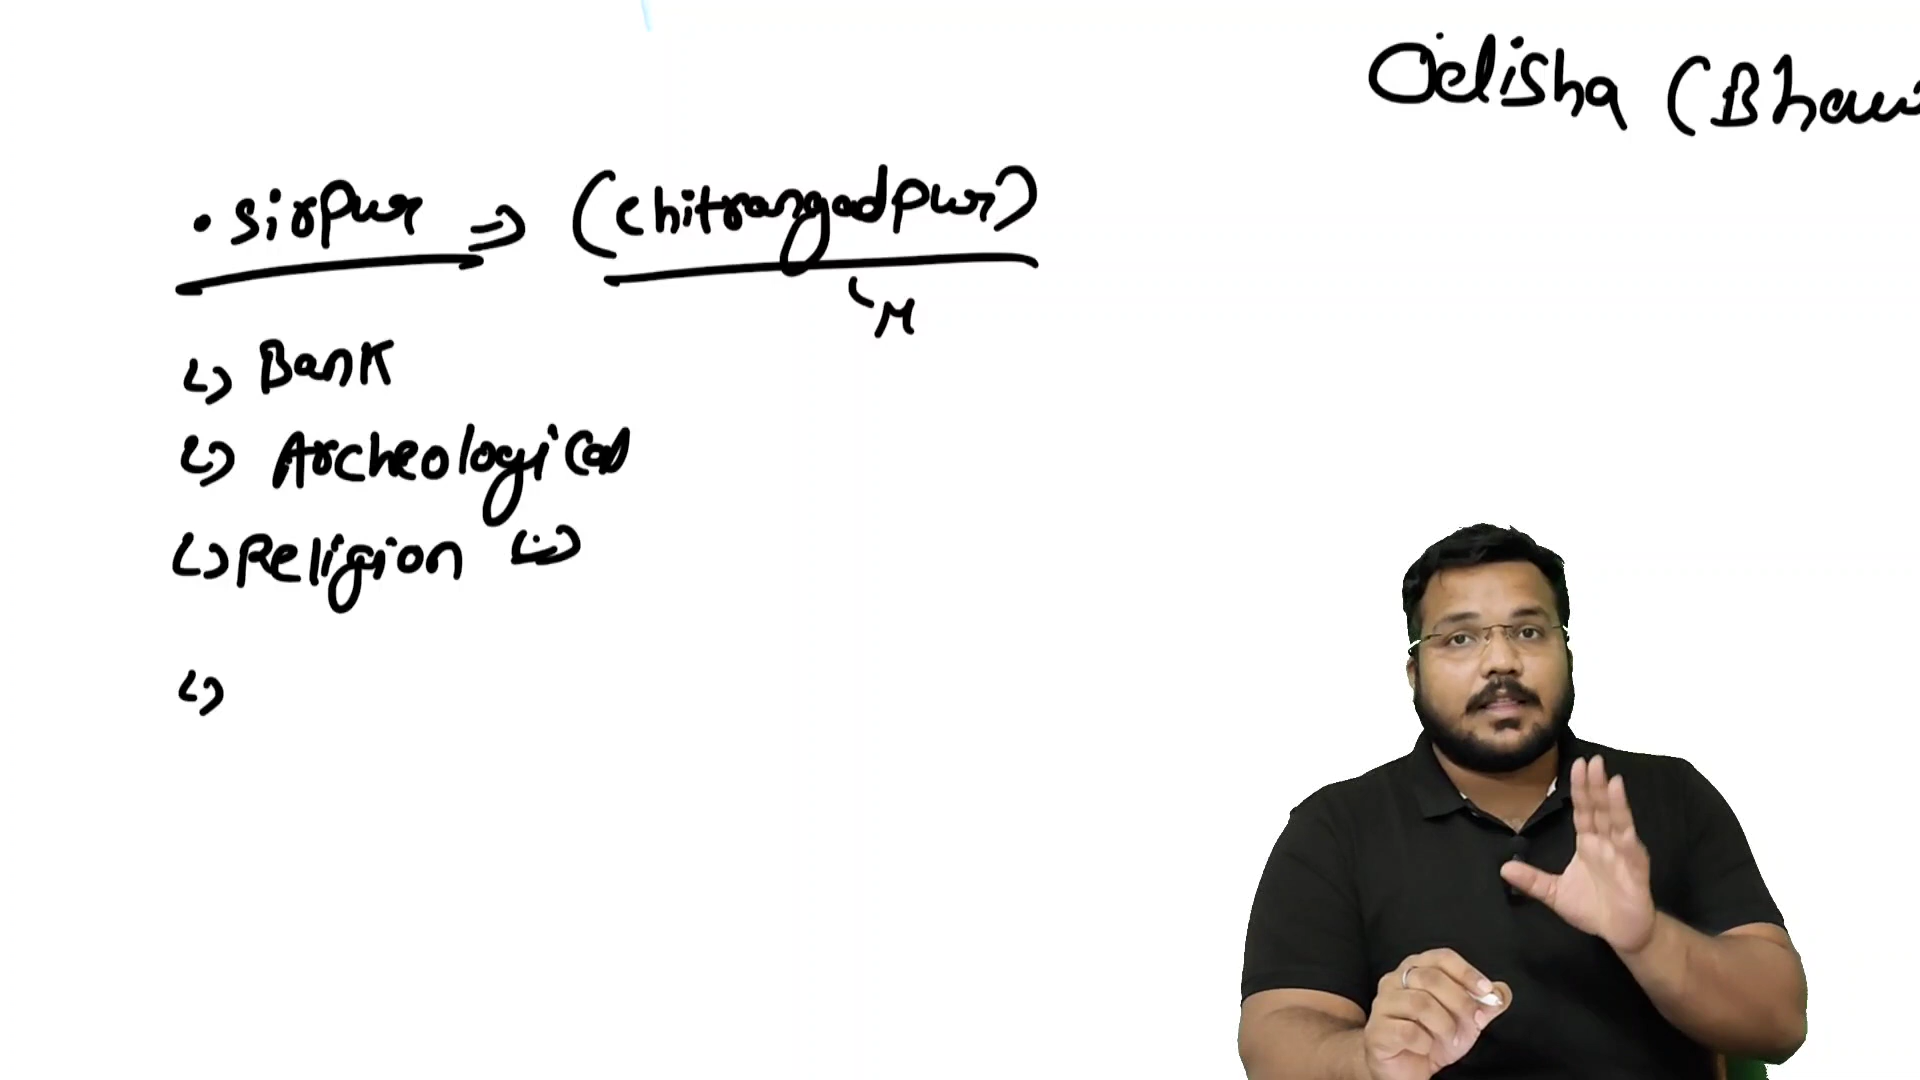 Odisha (Bhaw
. Sirpur => (Chitrangadpur)
↳ M
↳ Bank
↳ Archeological
↳ Religion ↳
↳